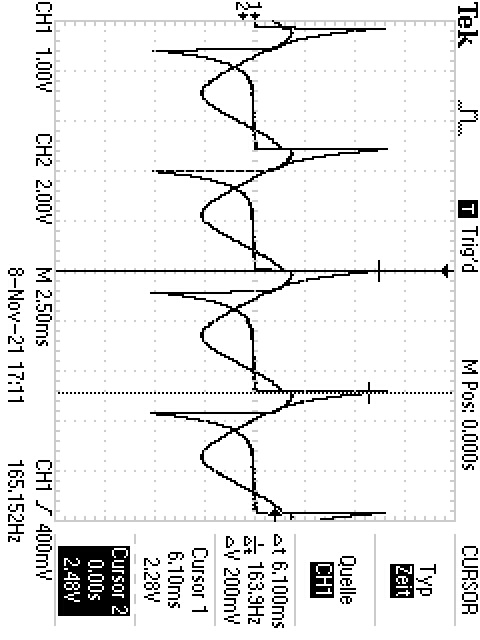 Tek
T Trig'd
M Pos: 0.000s
CURSOR
Typ
Zeit
Quelle
CH1
Δt 6.100ms
1/Δt 163.9Hz
ΔV 200mV
Cursor 1
6.10ms
2.28V
Cursor 2
0.00s
2.48V
2
1
CH1 1.00V
CH2 2.00V
M 2.50ms
CH1 / 400mV
8-Nov-21 17:11
165.152Hz